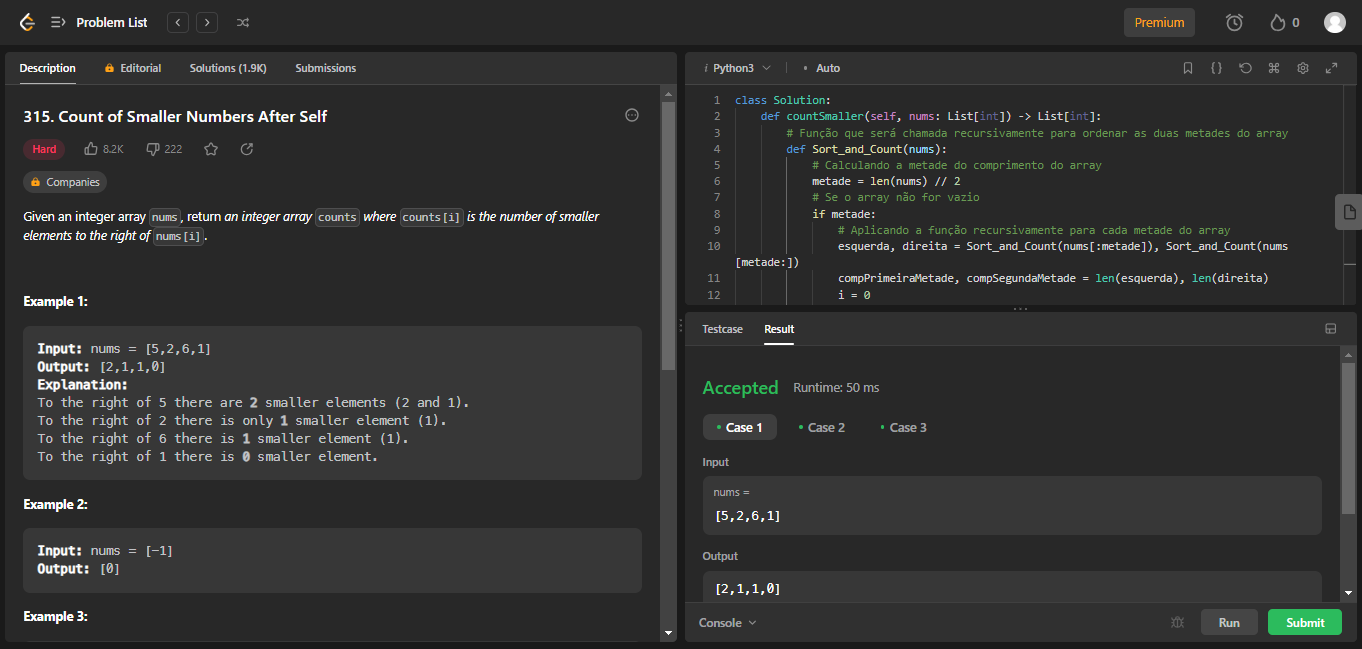 Problem List
Premium
0
Description
Editorial
Solutions (1.9K)
Submissions
315. Count of Smaller Numbers After Self
Hard
8.2K
222
Companies
Given an integer array nums, return an integer array counts where counts[i] is the number of smaller
elements to the right of nums[i].
Example 1:
Input: nums = [5,2,6,1]
Output: [2,1,1,0]
Explanation:
To the right of 5 there are 2 smaller elements (2 and 1).
To the right of 2 there is only 1 smaller element (1).
To the right of 6 there is 1 smaller element (1).
To the right of 1 there is 0 smaller element.
Example 2:
Input: nums = [-1]
Output: [0]
Example 3:
i Python3
• Auto
1 class Solution:
2 def countSmaller(self, nums: List[int]) -> List[int]:
3 # Função que será chamada recursivamente para ordenar as duas metades do array
4 def Sort_and_Count(nums):
5 # Calculando a metade do comprimento do array
6 metade = len(nums) // 2
7 # Se o array não for vazio
8 if metade:
9 # Aplicando a função recursivamente para cada metade do array
10 esquerda, direita = Sort_and_Count(nums[:metade]), Sort_and_Count(nums
[metade:])
11 compPrimeiraMetade, compSegundaMetade = len(esquerda), len(direita)
12 i = 0
Testcase
Result
Accepted
Runtime: 50 ms
• Case 1
• Case 2
• Case 3
Input
nums =
[5,2,6,1]
Output
[2,1,1,0]
Console
Run
Submit